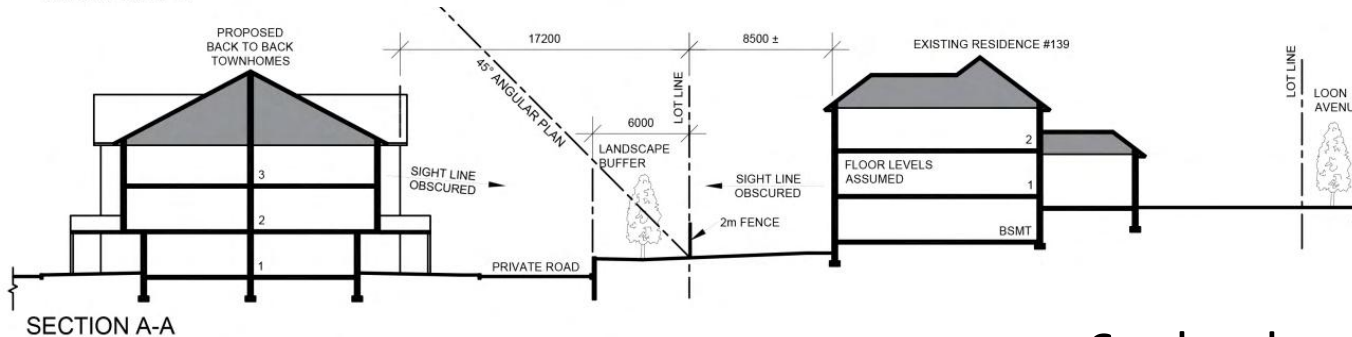 PROPOSED
BACK TO BACK
TOWNHOMES
17200
8500 ±
45° ANGULAR PLAN
LOT LINE
EXISTING RESIDENCE #139
LOT LINE
LOON
6000
LANDSCAPE
BUFFER
SIGHT LINE
OBSCURED
SIGHT LINE
OBSCURED
FLOOR LEVELS
ASSUMED
2
1
BSMT
3
2
1
2m FENCE
PRIVATE ROAD
SECTION A-A